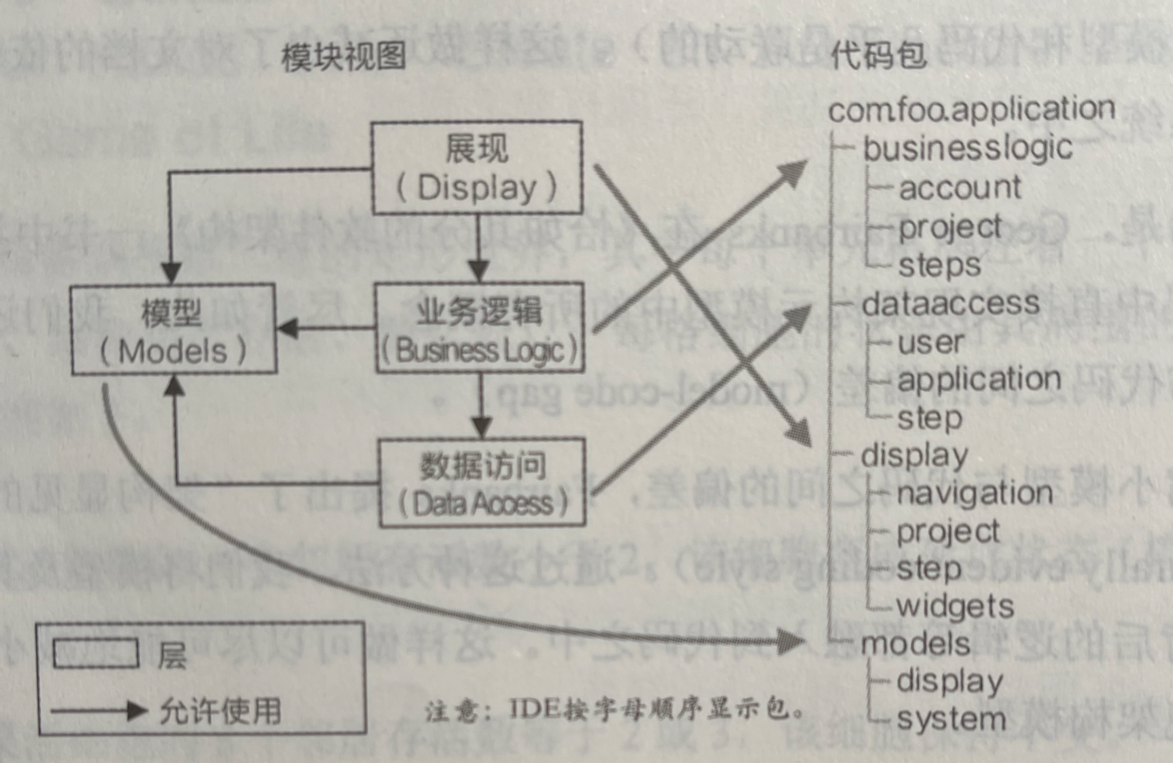 模块视图
展现
(Display)
模型
(Models)
业务逻辑
(Business Logic)
数据访问
(Data Access)
层
允许使用
注意：IDE按字母顺序显示包。
代码包
com.foo.application
businesslogic
account
project
steps
dataaccess
user
application
step
display
navigation
project
step
widgets
models
display
system